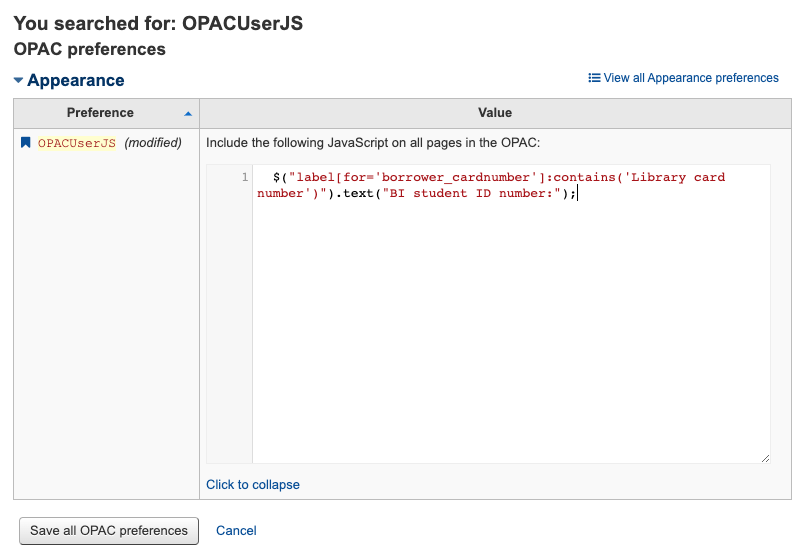 You searched for: OPACUserJS
OPAC preferences
Appearance
View all Appearance preferences
Preference
Value
OPACUserJS (modified)
Include the following JavaScript on all pages in the OPAC:
1
$("label[for='borrower_cardnumber']:contains('Library card
number')").text("BI student ID number:");
Click to collapse
Save all OPAC preferences
Cancel